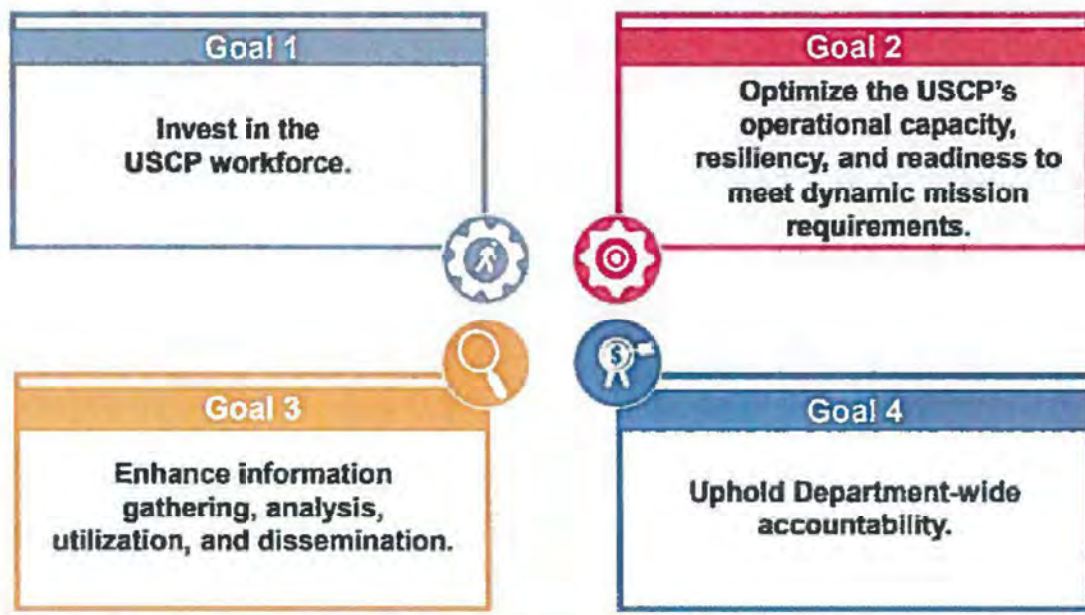 Goal 1
Invest in the
USCP workforce.
Goal 2
Optimize the USCP's
operational capacity,
resiliency, and readiness to
meet dynamic mission
requirements.
Goal 3
Enhance information
gathering, analysis,
utilization, and dissemination.
Goal 4
Uphold Department-wide
accountability.
$